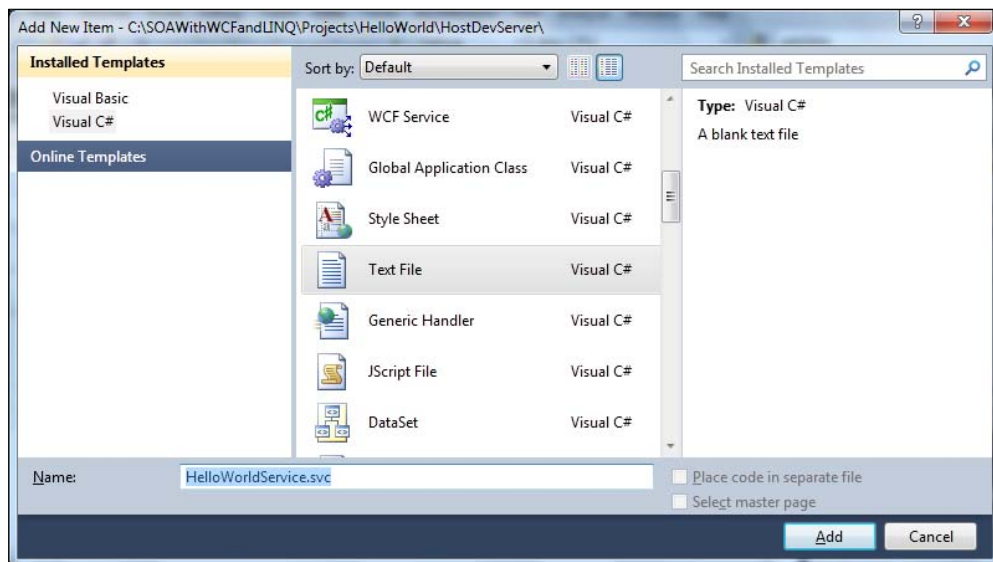 Add New Item - C:\SOAWithWCFandLINQ\Projects\HelloWorld\HostDevServer\
Installed Templates
Visual Basic
Visual C#
Online Templates
Sort by: Default
Search Installed Templates
WCF Service Visual C#
Global Application Class Visual C#
Style Sheet Visual C#
Text File Visual C#
Generic Handler Visual C#
JScript File Visual C#
DataSet Visual C#
Type: Visual C#
A blank text file
Name: HelloWorldService.svc
Place code in separate file
Select master page
Add Cancel